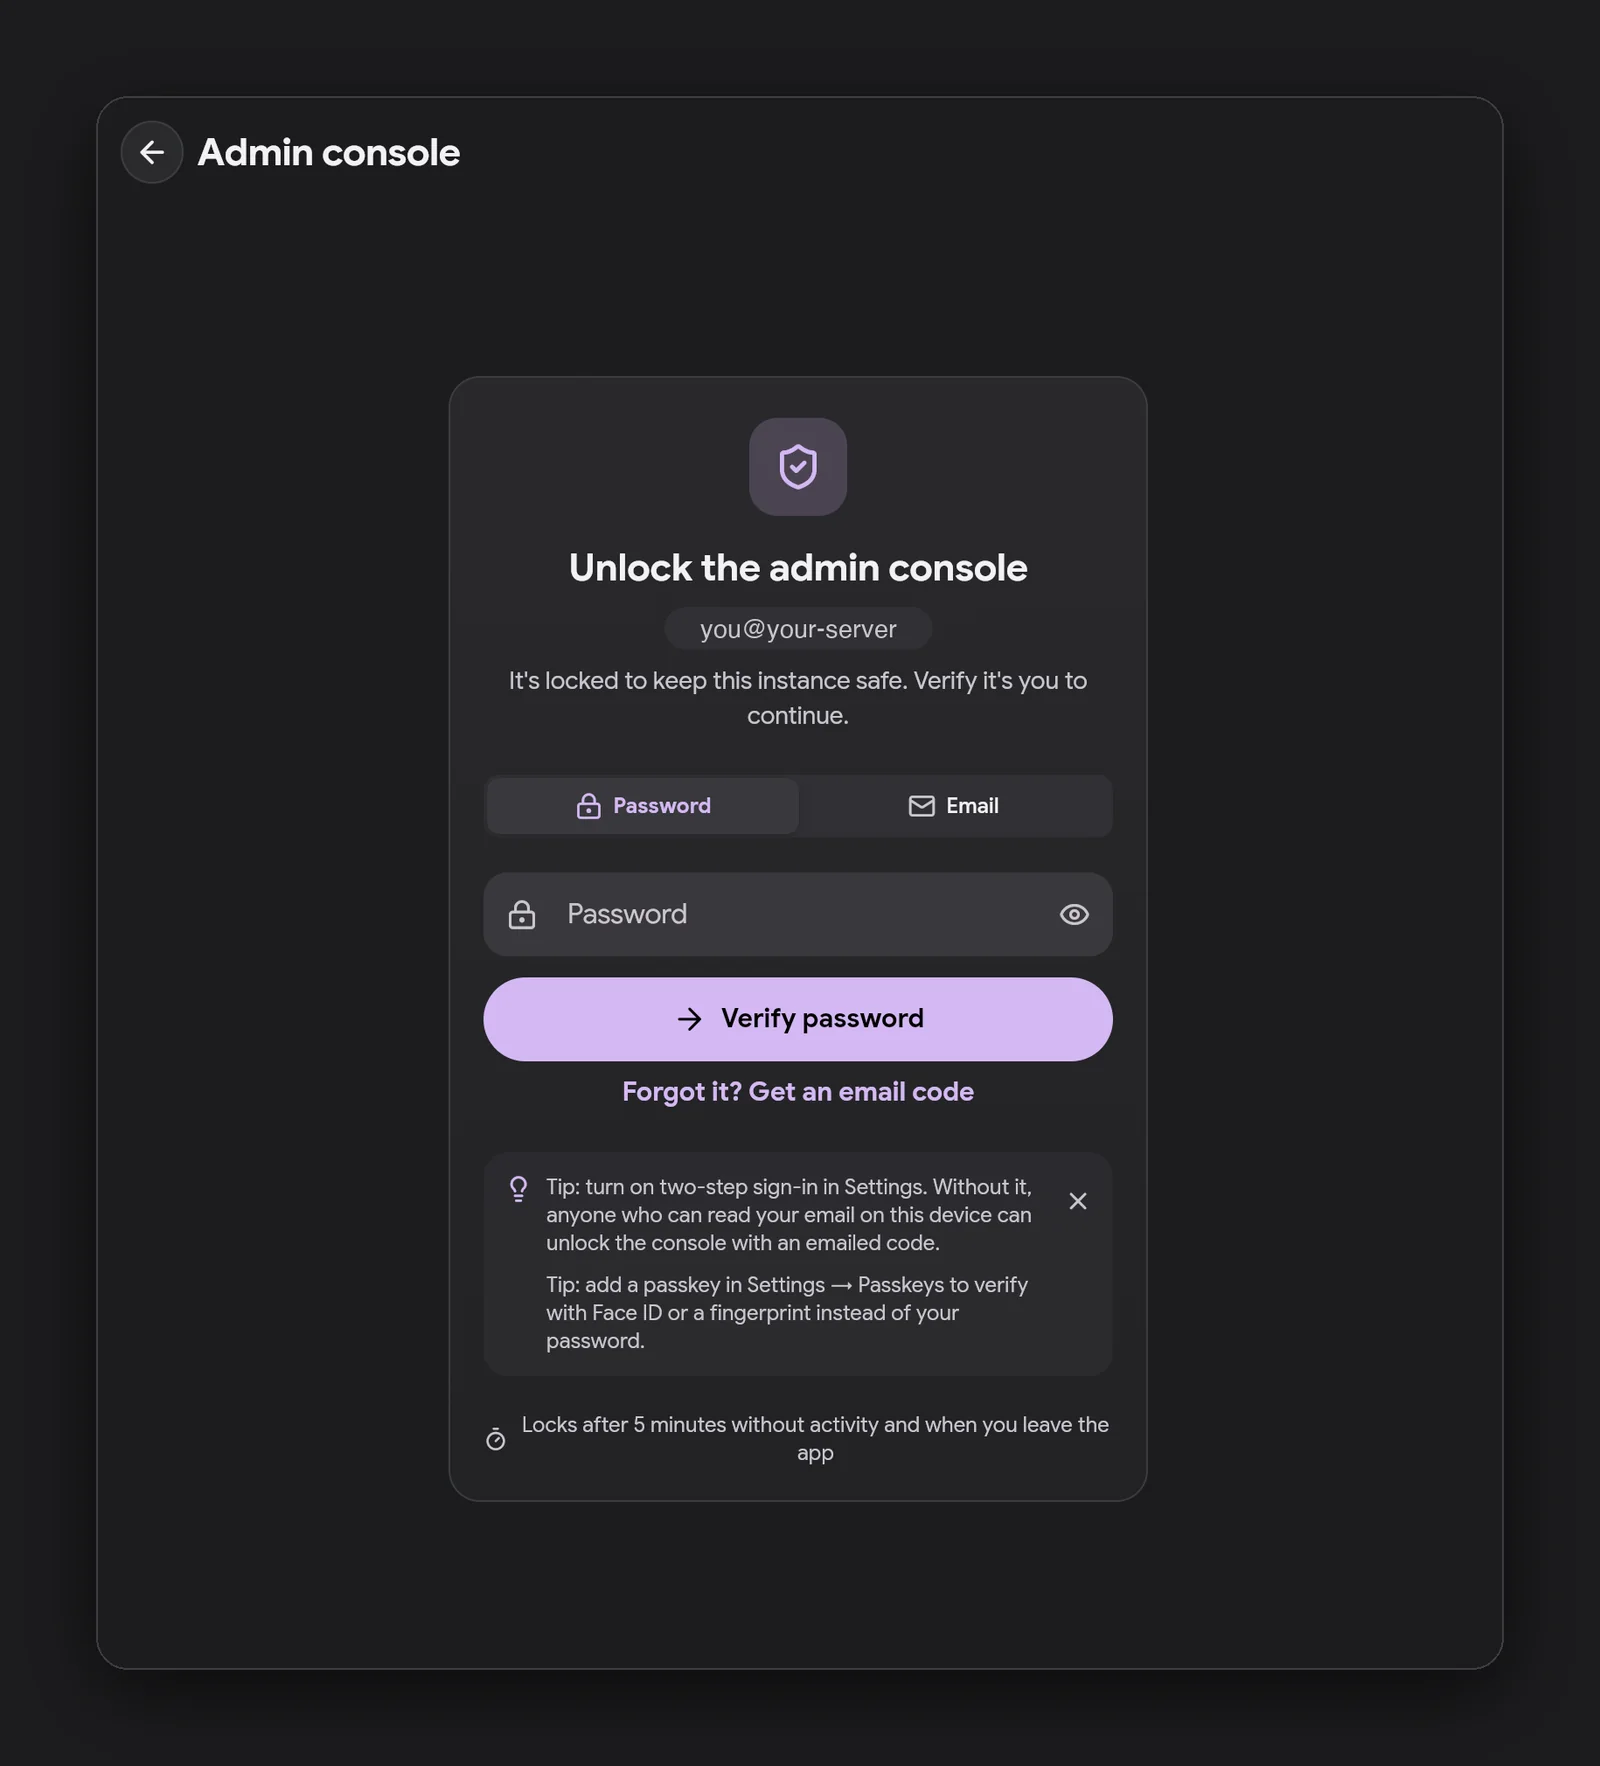 Admin console
Unlock the admin console
you@your-server
It's locked to keep this instance safe. Verify it's you to
continue.
Password
Email
Password
Verify password
Forgot it? Get an email code
Tip: turn on two-step sign-in in Settings. Without it,
anyone who can read your email on this device can
unlock the console with an emailed code.
Tip: add a passkey in Settings → Passkeys to verify
with Face ID or a fingerprint instead of your
password.
Locks after 5 minutes without activity and when you leave the
app